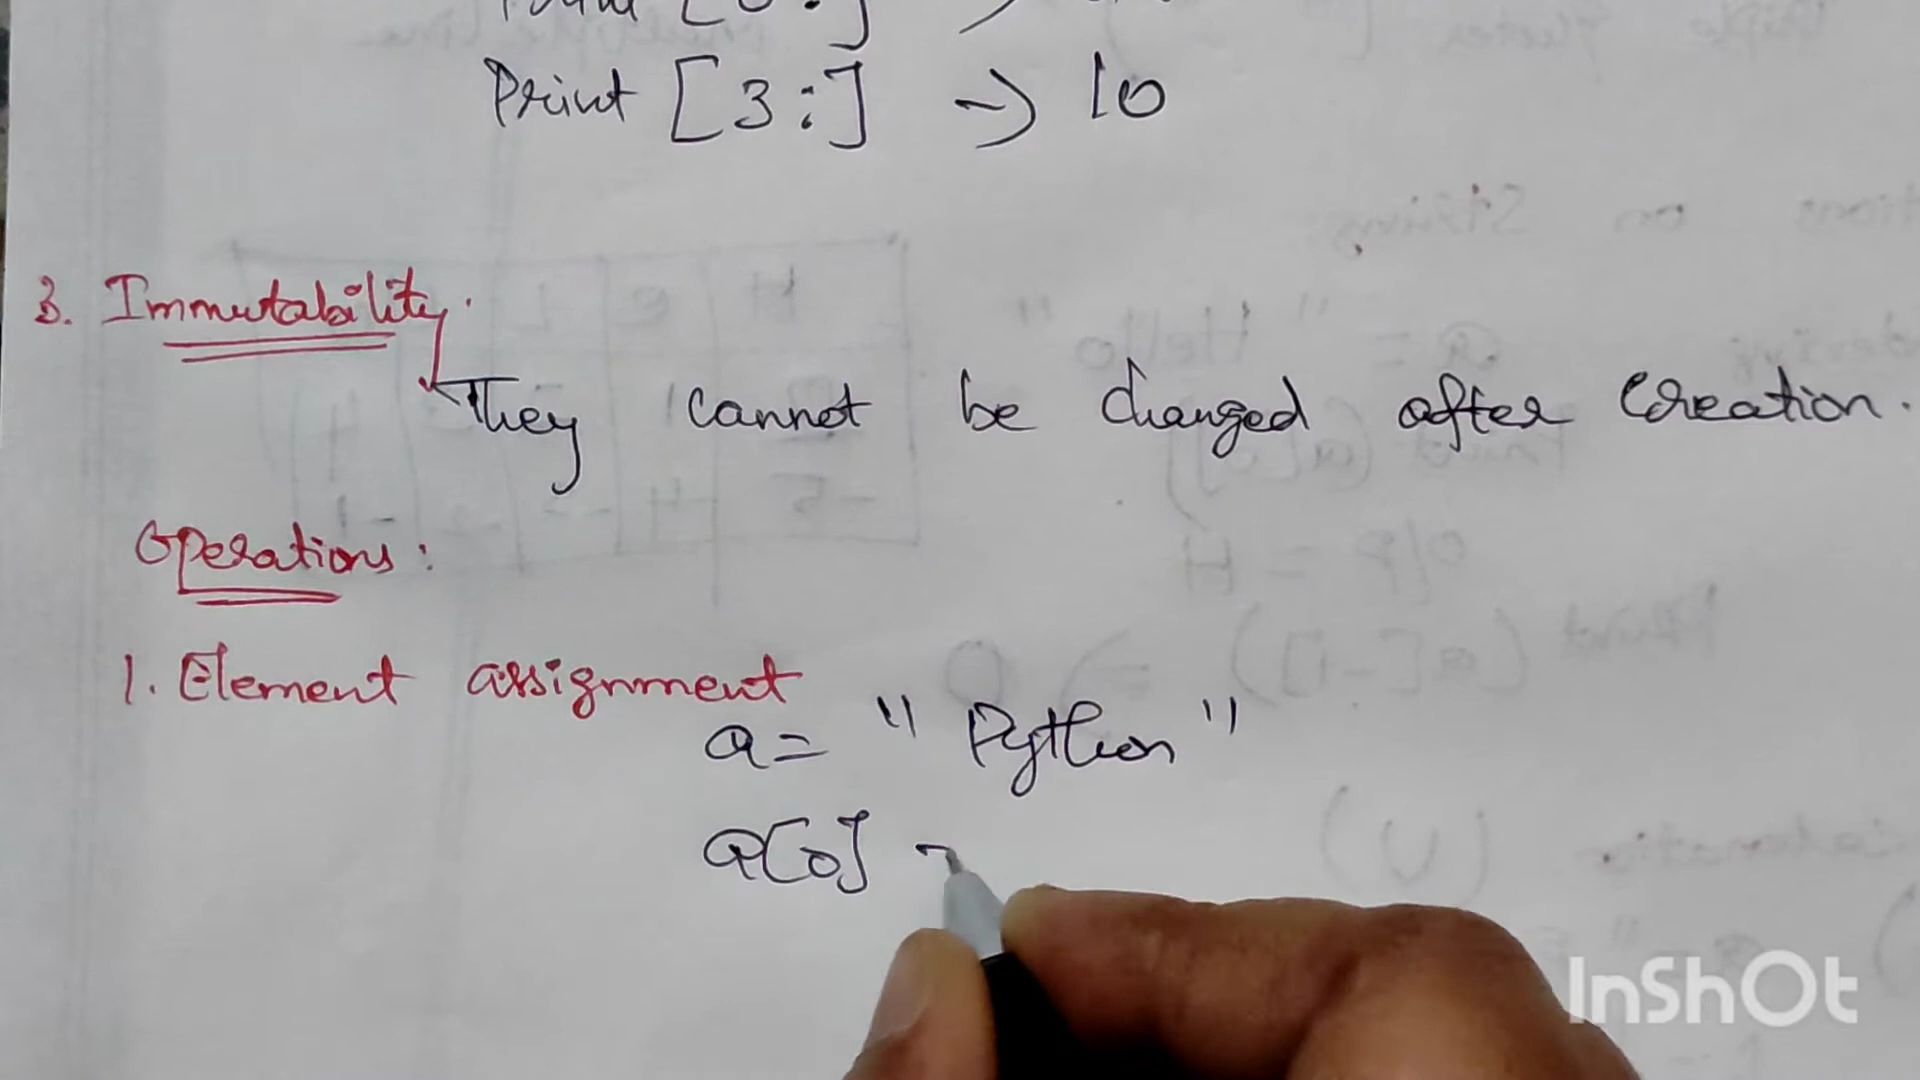 Print [3:] → 10
3. Immutability.
They cannot be changed after Creation.
Operations:
1. Element assignment
a = "Python"
a[0] -
InShOt